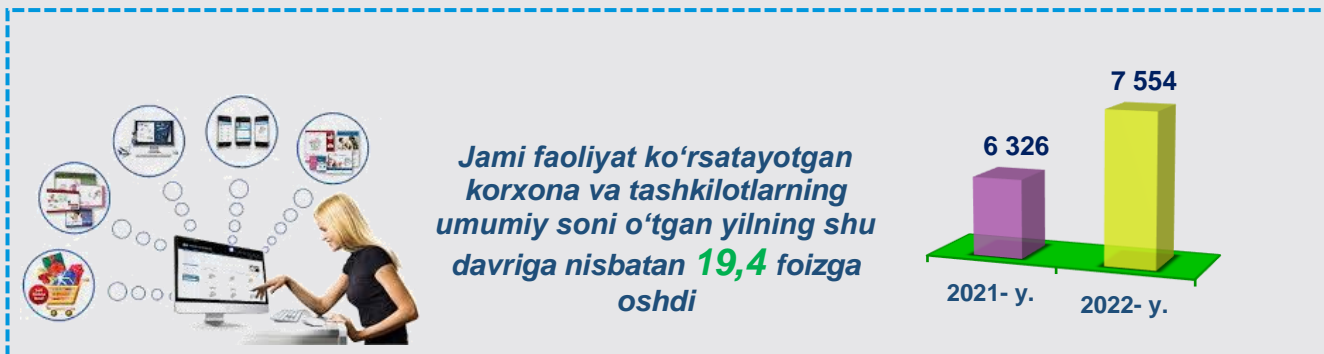 Jami faoliyat ko‘rsatayotgan
korxona va tashkilotlarning
umumiy soni o‘tgan yilning shu
davriga nisbatan 19,4 foizga
oshdi
7 554
6 326
2021- y.
2022- y.